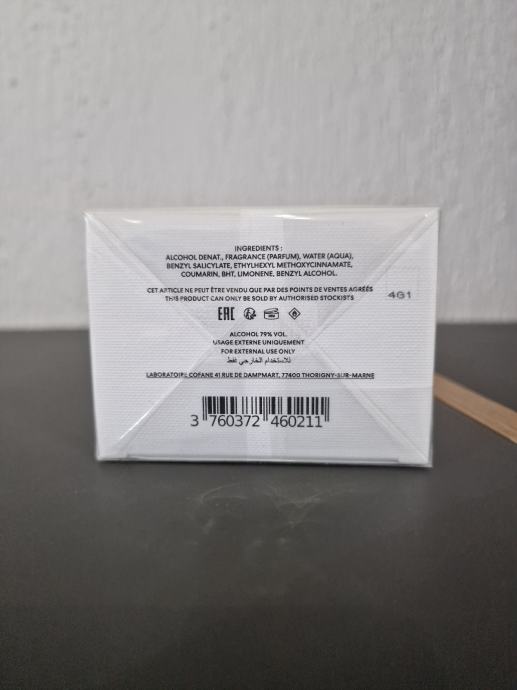 INGREDIENTS :
ALCOHOL DENAT., FRAGRANCE (PARFUM), WATER (AQUA),
BENZYL SALICYLATE, ETHYLHEXYL METHOXYCINNAMATE,
COUMARIN, BHT, LIMONENE, BENZYL ALCOHOL.
CET ARTICLE NE PEUT ÊTRE VENDU QUE PAR DES POINTS DE VENTES AGRÉÉS
THIS PRODUCT CAN ONLY BE SOLD BY AUTHORISED STOCKISTS
4G1
EAC
ALCOHOL 79% VOL.
USAGE EXTERNE UNIQUEMENT
FOR EXTERNAL USE ONLY
للاستخدام الخارجي فقط
LABORATOIRE COFANE 41 RUE DE DAMPMART, 77400 THORIGNY-SUR-MARNE
3 760372 460211